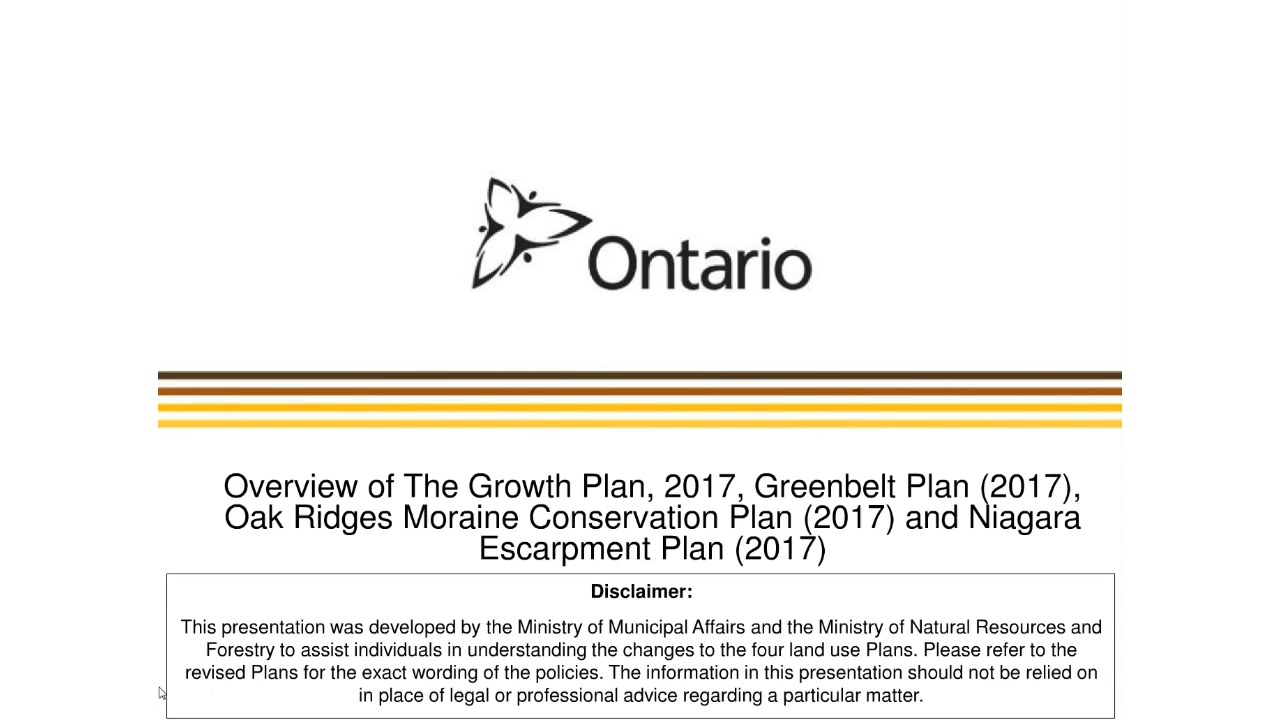 Ontario
Overview of The Growth Plan, 2017, Greenbelt Plan (2017),
Oak Ridges Moraine Conservation Plan (2017) and Niagara
Escarpment Plan (2017)
Disclaimer:
This presentation was developed by the Ministry of Municipal Affairs and the Ministry of Natural Resources and
Forestry to assist individuals in understanding the changes to the four land use Plans. Please refer to the
revised Plans for the exact wording of the policies. The information in this presentation should not be relied on
in place of legal or professional advice regarding a particular matter.